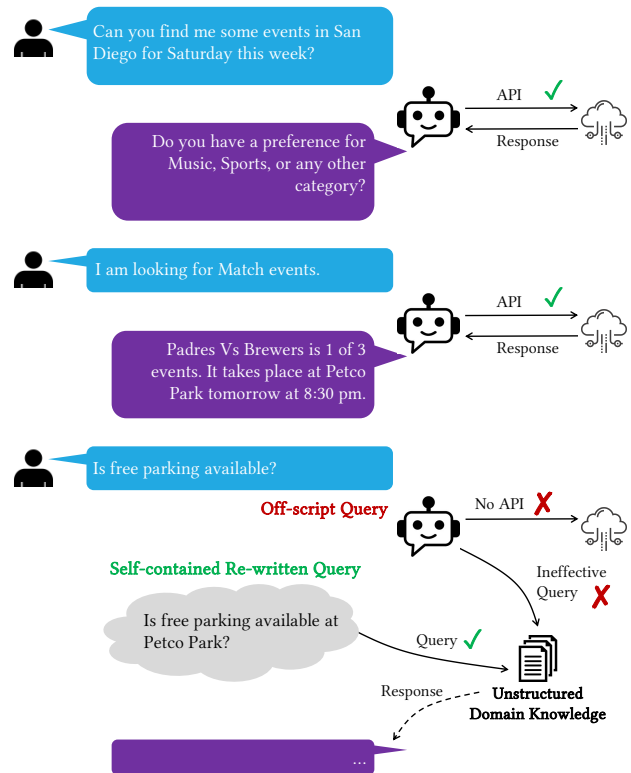 Can you find me some events in San
Diego for Saturday this week?
API
Response
Do you have a preference for
Music, Sports, or any other
category?
I am looking for Match events.
API
Response
Padres Vs Brewers is 1 of 3
events. It takes place at Petco
Park tomorrow at 8:30 pm.
Is free parking available?
Off-script Query
No API
Ineffective
Query
Self-contained Re-written Query
Is free parking available at
Petco Park?
Query
Response
Unstructured
Domain Knowledge
...